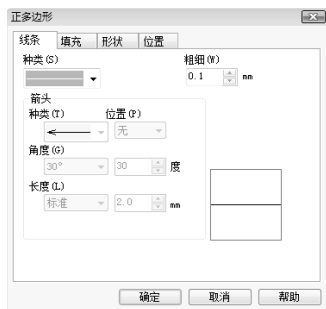 正多边形
线条 填充 形状 位置
种类(S) 粗细(W)
0.1 mm
箭头
种类(T) 位置(P)
无
角度(G)
30° 30 度
长度(L)
标准 2.0 mm
确定 取消 帮助